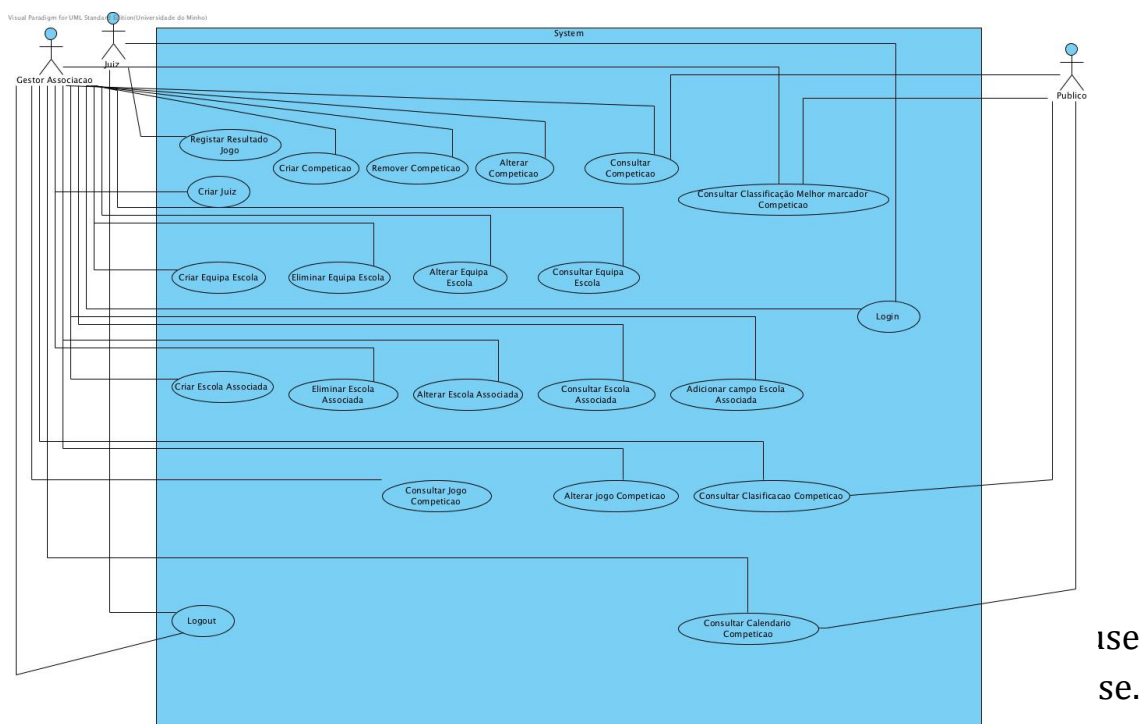 Visual Paradigm for UML Standard Edition(Universidade do Minho)
System
Juiz
Gestor Associacao
Publico
Registar Resultado
Jogo
Criar Competicao
Remover Competicao
Alterar
Competicao
Consultar
Competicao
Criar Juiz
Consultar Classificação Melhor marcador
Competicao
Criar Equipa Escola
Eliminar Equipa Escola
Alterar Equipa
Escola
Consultar Equipa
Escola
Login
Criar Escola Associada
Eliminar Escola
Associada
Alterar Escola Associada
Consultar Escola
Associada
Adicionar campo Escola
Associada
Consultar Jogo
Competicao
Alterar jogo Competicao
Consultar Clasificacao Competicao
Logout
Consultar Calendario
Competicao
se.